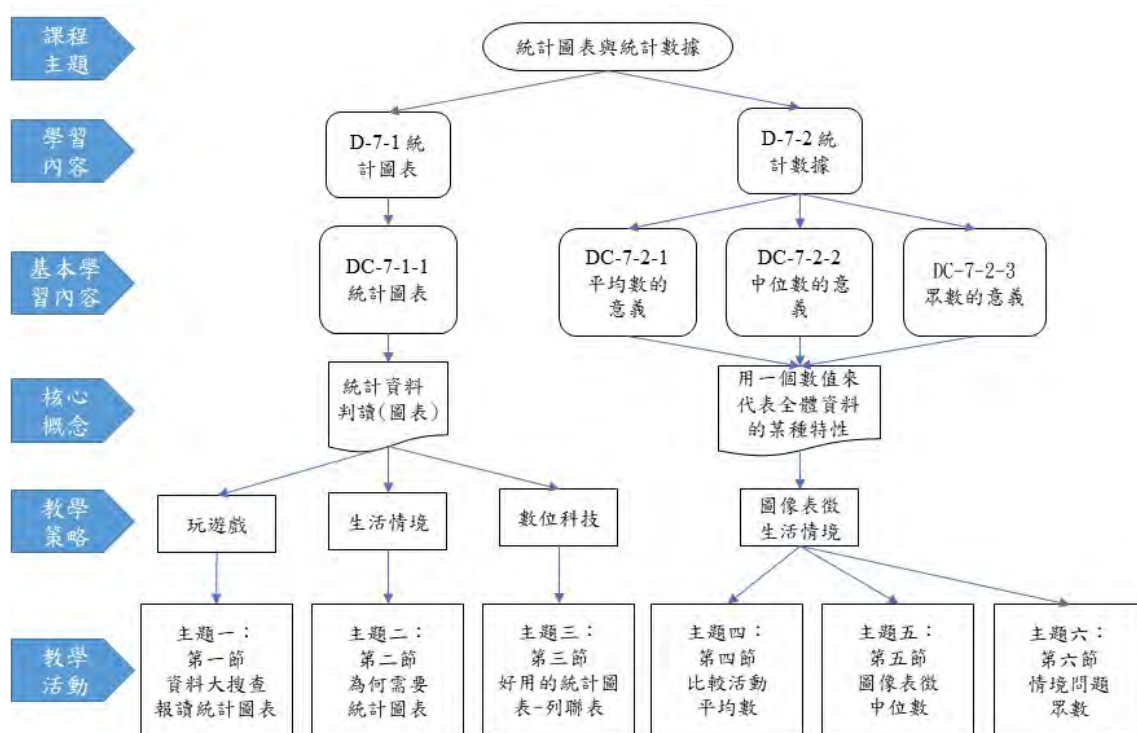 課程
主題
統計圖表與統計數據
學習
內容
D-7-1 統
計圖表
D-7-2 統
計數據
基本學
習內容
DC-7-1-1
統計圖表
DC-7-2-1
平均數的
意義
DC-7-2-2
中位數的意
義
DC-7-2-3
眾數的意義
核心
概念
統計資料
判讀(圖表)
用一個數值來
代表全體資料
的某種特性
教學
策略
玩遊戲
生活情境
數位科技
圖像表徵
生活情境
教學
活動
主題一：
第一節
資料大搜查
報讀統計圖表
主題二：
第二節
為何需要
統計圖表
主題三：
第三節
好用的統計圖
表-列聯表
主題四：
第四節
比較活動
平均數
主題五：
第五節
圖像表徵
中位數
主題六：
第六節
情境問題
眾數